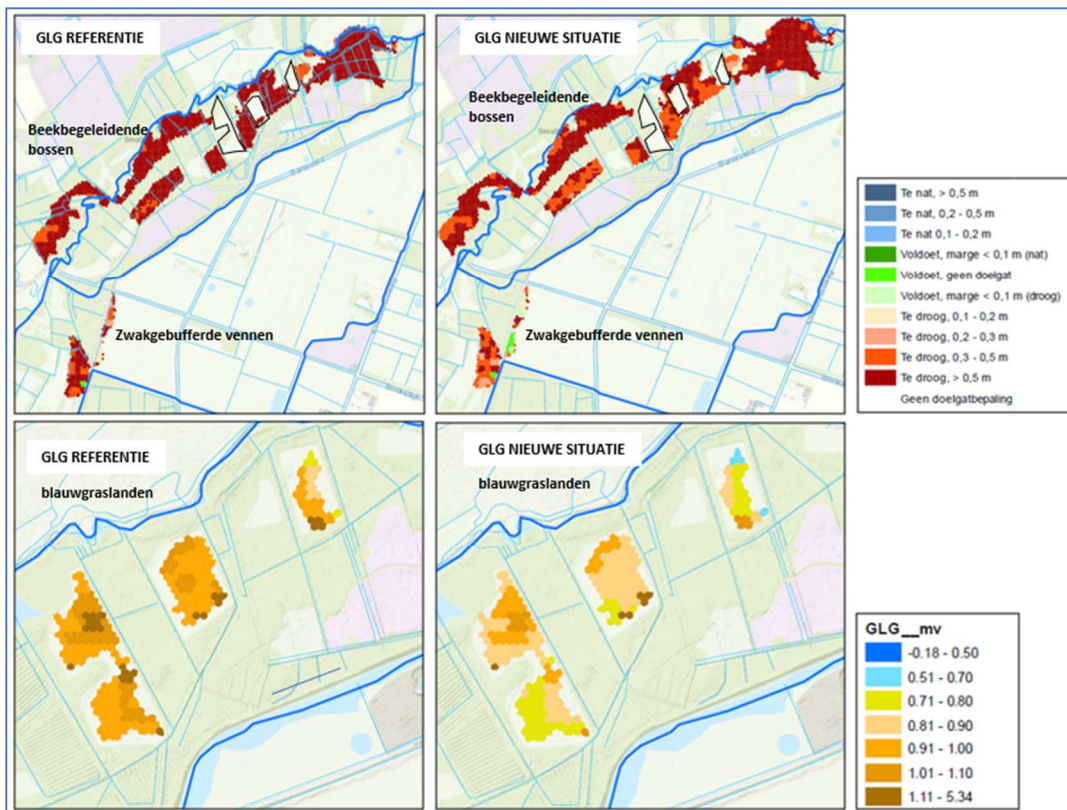 GLG REFERENTIE
Beekbegeleidende
bossen
Zwakgebufferde vennen
GLG NIEUWE SITUATIE
Beekbegeleidende
bossen
Zwakgebufferde vennen
Te nat, > 0,5 m
Te nat, 0,2 - 0,5 m
Te nat 0,1 - 0,2 m
Voldoet, marge < 0,1 m (nat)
Voldoet, geen doelgat
Voldoet, marge < 0,1 m (droog)
Te droog, 0,1 - 0,2 m
Te droog, 0,2 - 0,3 m
Te droog, 0,3 - 0,5 m
Te droog, > 0,5 m
Geen doelgatbepaling
GLG REFERENTIE
blauwgraslanden
GLG NIEUWE SITUATIE
blauwgraslanden
GLG__mv
-0.18 - 0.50
0.51 - 0.70
0.71 - 0.80
0.81 - 0.90
0.91 - 1.00
1.01 - 1.10
1.11 - 5.34